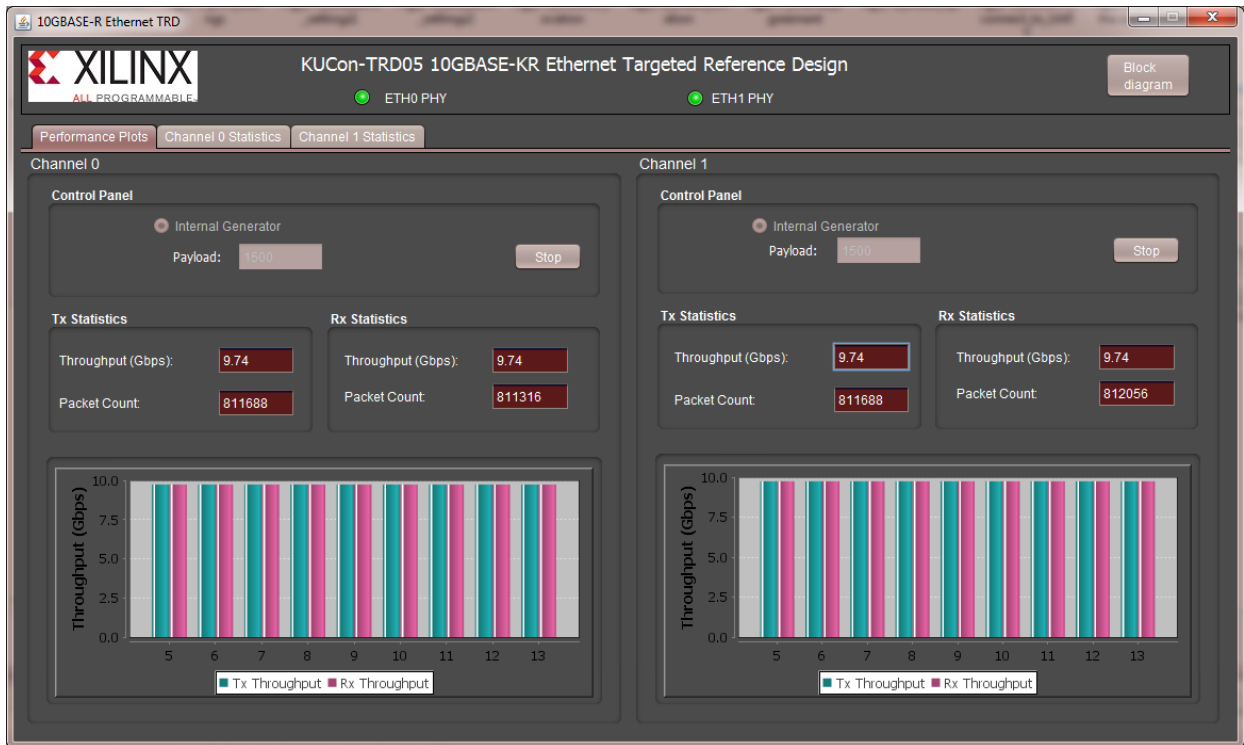 10GBASE-R Ethernet TRD
XILINX
ALL PROGRAMMABLE
KUCon-TRD05 10GBASE-KR Ethernet Targeted Reference Design
ETH0 PHY
ETH1 PHY
Block
diagram
Performance Plots
Channel 0 Statistics
Channel 1 Statistics
Channel 0
Control Panel
Internal Generator
Payload: 1500
Stop
Tx Statistics
Throughput (Gbps): 9.74
Packet Count: 811688
Rx Statistics
Throughput (Gbps): 9.74
Packet Count: 811316
Throughput (Gbps)
10.0
7.5
5.0
2.5
0.0
5 6 7 8 9 10 11 12 13
Tx Throughput Rx Throughput
Channel 1
Control Panel
Internal Generator
Payload: 1500
Stop
Tx Statistics
Throughput (Gbps): 9.74
Packet Count: 811688
Rx Statistics
Throughput (Gbps): 9.74
Packet Count: 812056
Throughput (Gbps)
10.0
7.5
5.0
2.5
0.0
5 6 7 8 9 10 11 12 13
Tx Throughput Rx Throughput